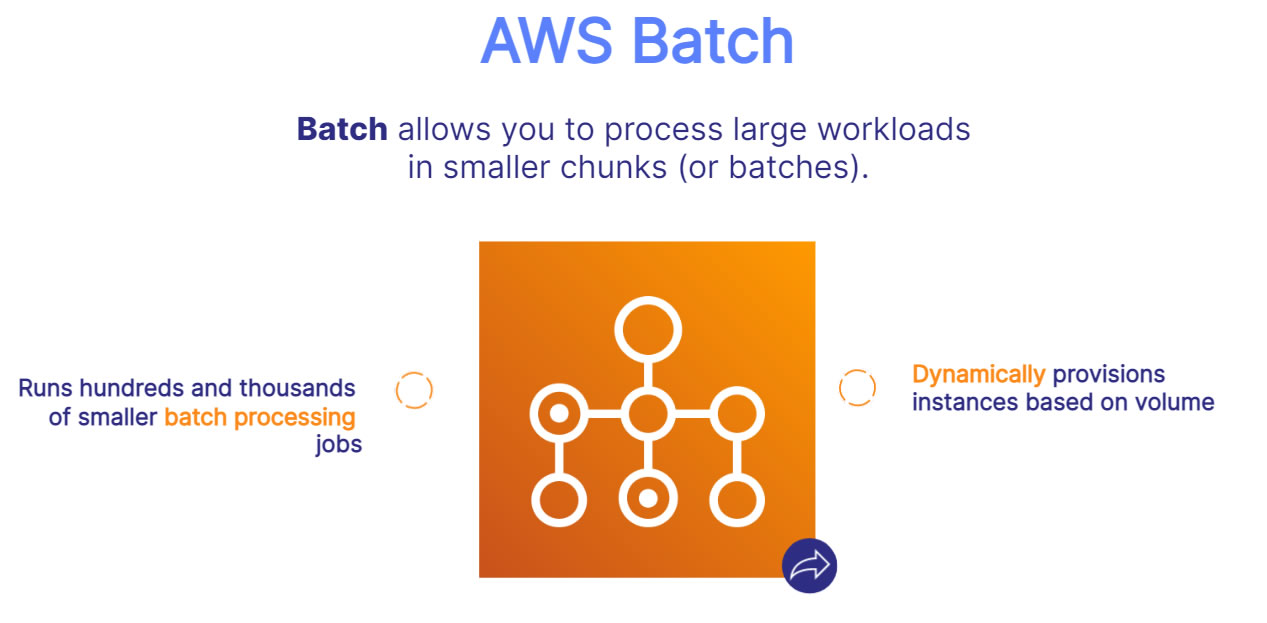 AWS Batch
Batch allows you to process large workloads
in smaller chunks (or batches).
Runs hundreds and thousands
of smaller batch processing
jobs
Dynamically provisions
instances based on volume